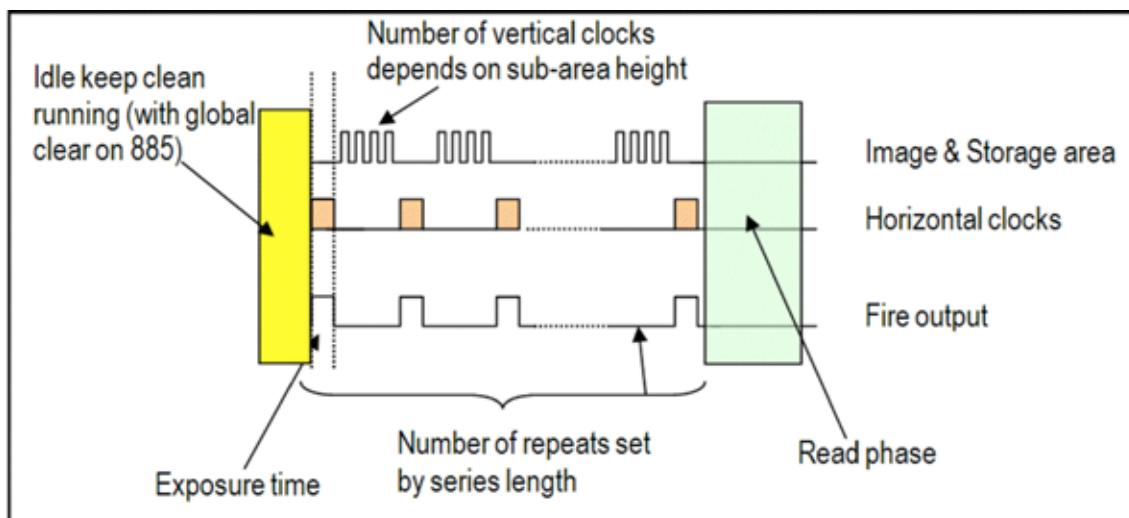 Number of vertical clocks
depends on sub-area height
Idle keep clean
running (with global
clear on 885)
Image & Storage area
Horizontal clocks
Fire output
Number of repeats set
by series length
Read phase
Exposure time